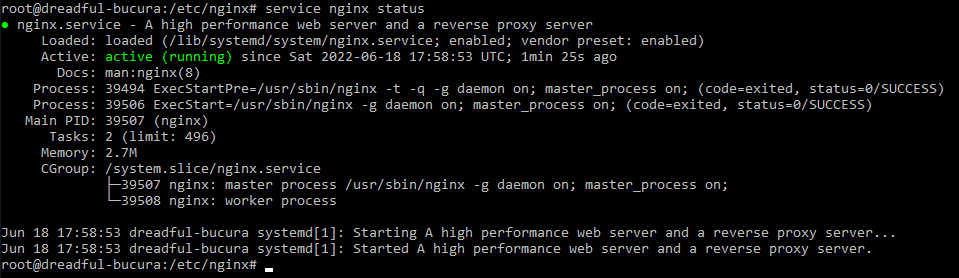 root@dreadful-bucura:/etc/nginx# service nginx status
● nginx.service - A high performance web server and a reverse proxy server
     Loaded: loaded (/lib/systemd/system/nginx.service; enabled; vendor preset: enabled)
     Active: active (running) since Sat 2022-06-18 17:58:53 UTC; 1min 25s ago
       Docs: man:nginx(8)
    Process: 39494 ExecStartPre=/usr/sbin/nginx -t -q -g daemon on; master_process on; (code=exited, status=0/SUCCESS)
    Process: 39506 ExecStart=/usr/sbin/nginx -g daemon on; master_process on; (code=exited, status=0/SUCCESS)
   Main PID: 39507 (nginx)
      Tasks: 2 (limit: 496)
     Memory: 2.7M
     CGroup: /system.slice/nginx.service
             ├─39507 nginx: master process /usr/sbin/nginx -g daemon on; master_process on;
             └─39508 nginx: worker process

Jun 18 17:58:53 dreadful-bucura systemd[1]: Starting A high performance web server and a reverse proxy server...
Jun 18 17:58:53 dreadful-bucura systemd[1]: Started A high performance web server and a reverse proxy server.
root@dreadful-bucura:/etc/nginx#